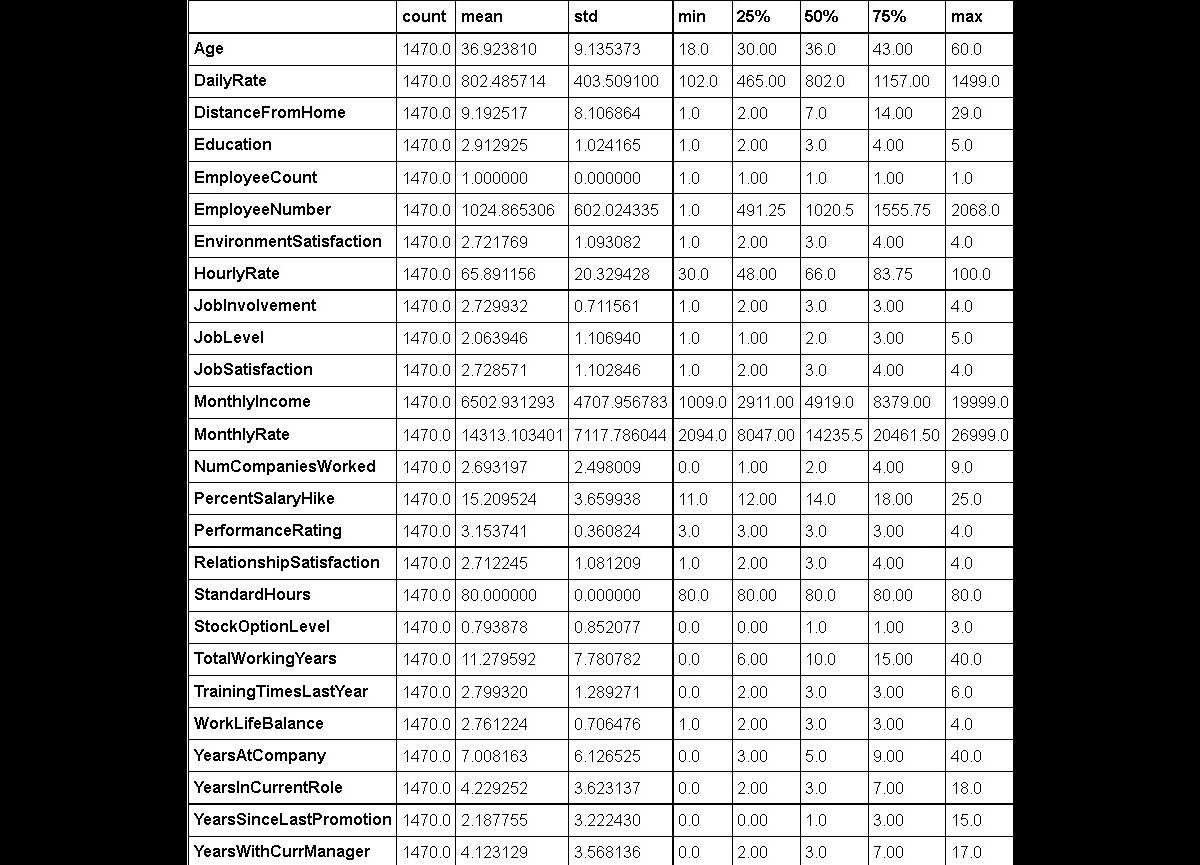 count mean std min 25% 50% 75% max
Age 1470.0 36.923810 9.135373 18.0 30.00 36.0 43.00 60.0
DailyRate 1470.0 802.485714 403.509100 102.0 465.00 802.0 1157.00 1499.0
DistanceFromHome 1470.0 9.192517 8.106864 1.0 2.00 7.0 14.00 29.0
Education 1470.0 2.912925 1.024165 1.0 2.00 3.0 4.00 5.0
EmployeeCount 1470.0 1.000000 0.000000 1.0 1.00 1.0 1.00 1.0
EmployeeNumber 1470.0 1024.865306 602.024335 1.0 491.25 1020.5 1555.75 2068.0
EnvironmentSatisfaction 1470.0 2.721769 1.093082 1.0 2.00 3.0 4.00 4.0
HourlyRate 1470.0 65.891156 20.329428 30.0 48.00 66.0 83.75 100.0
JobInvolvement 1470.0 2.729932 0.711561 1.0 2.00 3.0 3.00 4.0
JobLevel 1470.0 2.063946 1.106940 1.0 1.00 2.0 3.00 5.0
JobSatisfaction 1470.0 2.728571 1.102846 1.0 2.00 3.0 4.00 4.0
MonthlyIncome 1470.0 6502.931293 4707.956783 1009.0 2911.00 4919.0 8379.00 19999.0
MonthlyRate 1470.0 14313.103401 7117.786044 2094.0 8047.00 14235.5 20461.50 26999.0
NumCompaniesWorked 1470.0 2.693197 2.498009 0.0 1.00 2.0 4.00 9.0
PercentSalaryHike 1470.0 15.209524 3.659938 11.0 12.00 14.0 18.00 25.0
PerformanceRating 1470.0 3.153741 0.360824 3.0 3.00 3.0 3.00 4.0
RelationshipSatisfaction 1470.0 2.712245 1.081209 1.0 2.00 3.0 4.00 4.0
StandardHours 1470.0 80.000000 0.000000 80.0 80.00 80.0 80.00 80.0
StockOptionLevel 1470.0 0.793878 0.852077 0.0 0.00 1.0 1.00 3.0
TotalWorkingYears 1470.0 11.279592 7.780782 0.0 6.00 10.0 15.00 40.0
TrainingTimesLastYear 1470.0 2.799320 1.289271 0.0 2.00 3.0 3.00 6.0
WorkLifeBalance 1470.0 2.761224 0.706476 1.0 2.00 3.0 3.00 4.0
YearsAtCompany 1470.0 7.008163 6.126525 0.0 3.00 5.0 9.00 40.0
YearsInCurrentRole 1470.0 4.229252 3.623137 0.0 2.00 3.0 7.00 18.0
YearsSinceLastPromotion 1470.0 2.187755 3.222430 0.0 0.00 1.0 3.00 15.0
YearsWithCurrManager 1470.0 4.123129 3.568136 0.0 2.00 3.0 7.00 17.0